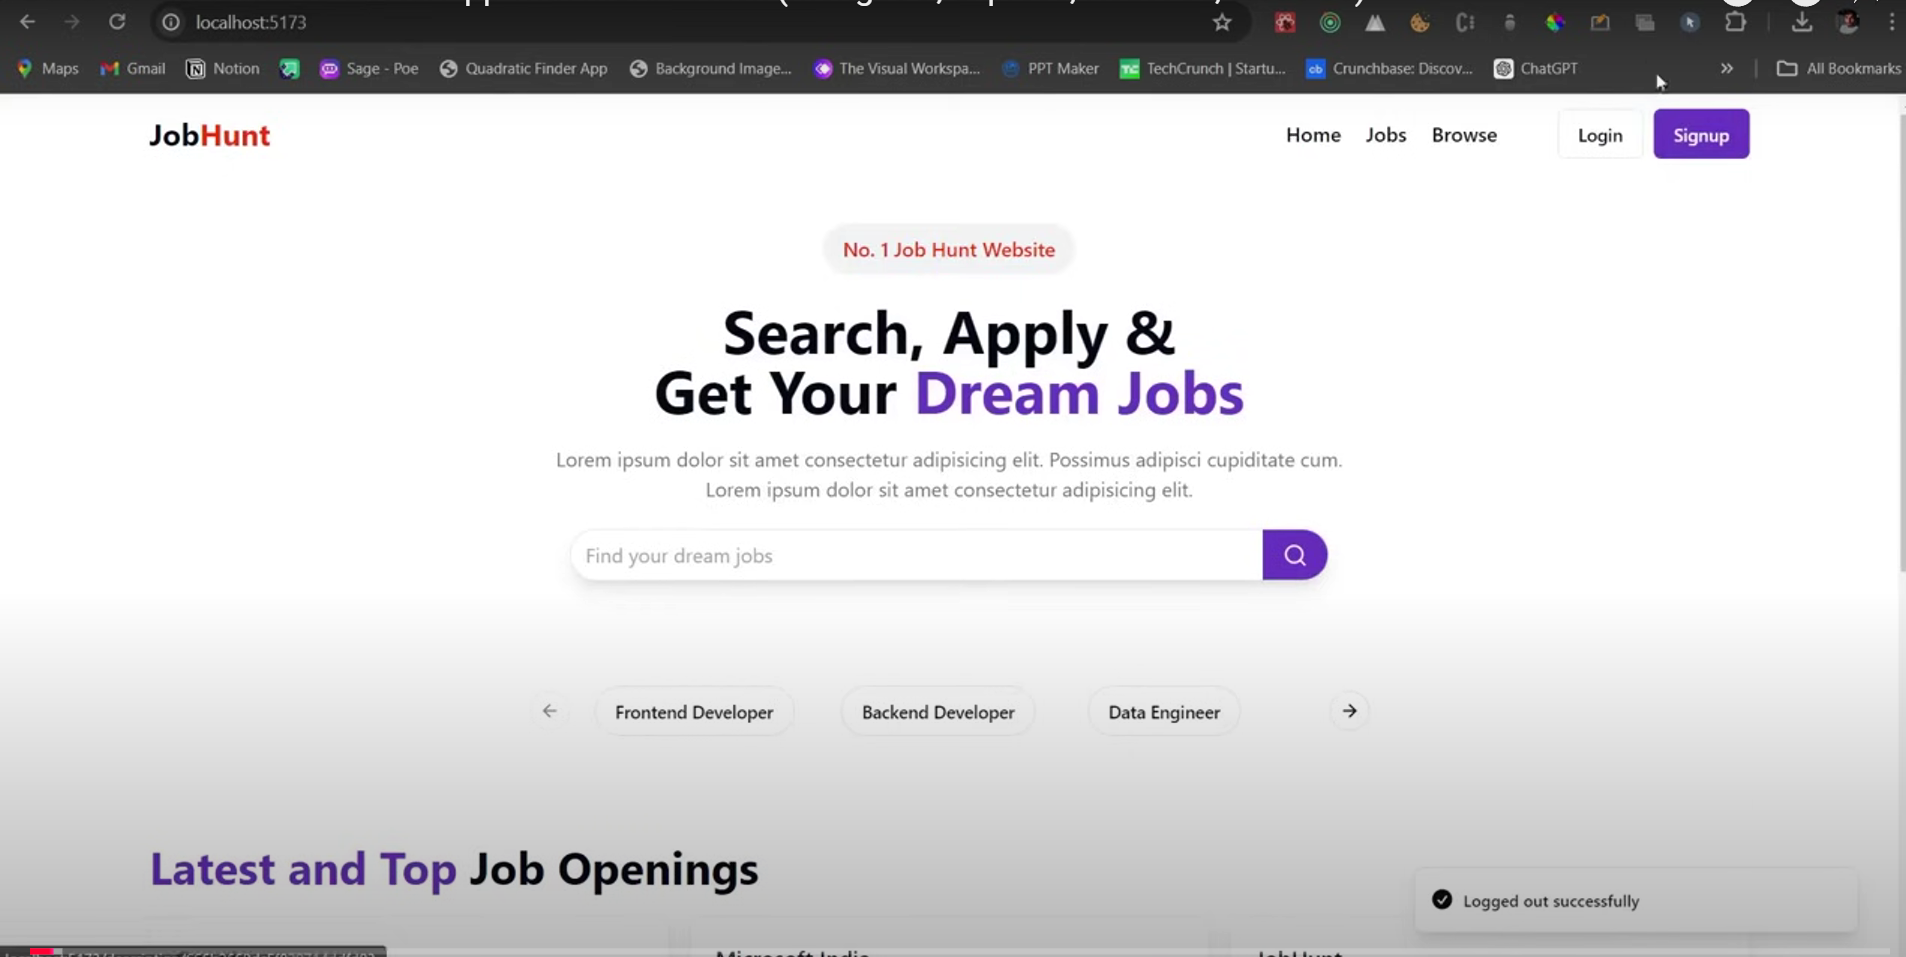 localhost:5173
Maps Gmail Notion Sage - Poe Quadratic Finder App Background Image... The Visual Workspa... PPT Maker TechCrunch | Startu... Crunchbase: Discov... ChatGPT » All Bookmarks
JobHunt Home Jobs Browse Login Signup
No. 1 Job Hunt Website
Search, Apply &
Get Your Dream Jobs
Lorem ipsum dolor sit amet consectetur adipisicing elit. Possimus adipisci cupiditate cum.
Lorem ipsum dolor sit amet consectetur adipisicing elit.
Find your dream jobs
Frontend Developer Backend Developer Data Engineer
Latest and Top Job Openings
Logged out successfully
Microsoft India JobHunt